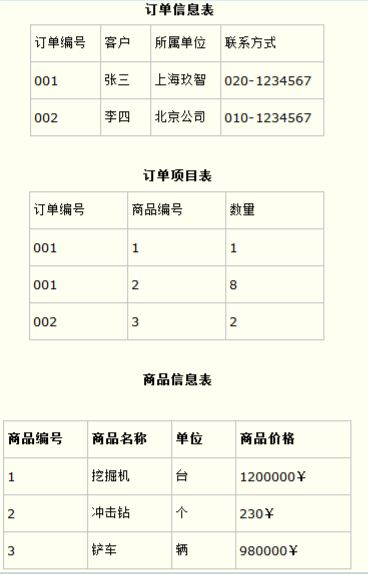 订单信息表
订单编号 客户 所属单位 联系方式
001 张三 上海玖智 020-1234567
002 李四 北京公司 010-1234567
订单项目表
订单编号 商品编号 数量
001 1 1
001 2 8
002 3 2
商品信息表
商品编号 商品名称 单位 商品价格
1 挖掘机 台 1200000¥
2 冲击钻 个 230¥
3 铲车 辆 980000¥